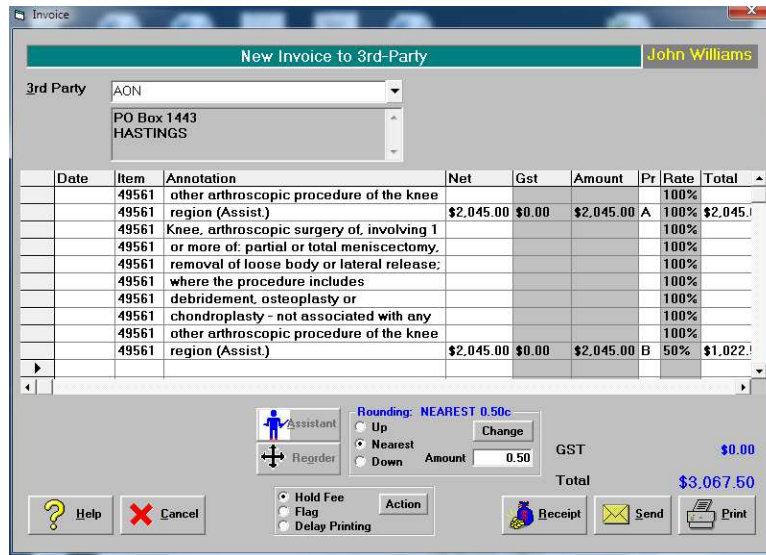 Invoice
New Invoice to 3rd-Party John Williams
3rd Party AON
PO Box 1443
HASTINGS
Date Item Annotation Net Gst Amount Pr Rate Total
49561 other arthroscopic procedure of the knee 100%
49561 region (Assist.) $2,045.00 $0.00 $2,045.00 A 100% $2,045.
49561 Knee, arthroscopic surgery of, involving 1 100%
49561 or more of: partial or total meniscectomy, 100%
49561 removal of loose body or lateral release; 100%
49561 where the procedure includes 100%
49561 debridement, osteoplasty or 100%
49561 chondroplasty - not associated with any 100%
49561 other arthroscopic procedure of the knee 100%
49561 region (Assist.) $2,045.00 $0.00 $2,045.00 B 50% $1,022.
Assistant
Reorder
Rounding: NEAREST 0.50c
Up
Nearest
Down
Change
Amount 0.50
GST $0.00
Total $3,067.50
Help
Cancel
Hold Fee
Flag
Delay Printing
Action
Receipt
Send
Print